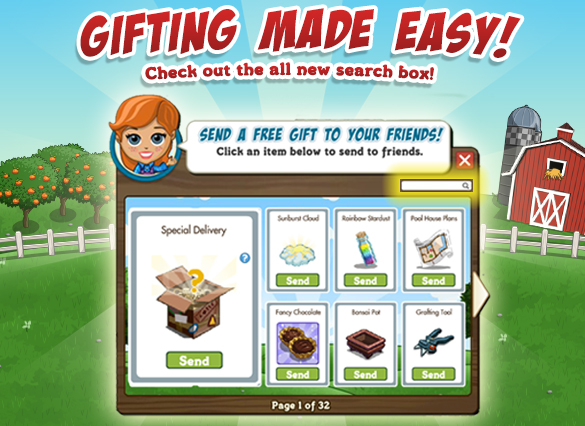 GIFTING MADE EASY!
Check out the all new search box!
SEND A FREE GIFT TO YOUR FRIENDS!
Click an item below to send to friends.
Special Delivery
?
?
Send
Sunburst Cloud
Send
Rainbow Stardust
Send
Pool House Plans
Send
Fancy Chocolate
Send
Bonsai Pot
Send
Grafting Tool
Send
Page 1 of 32